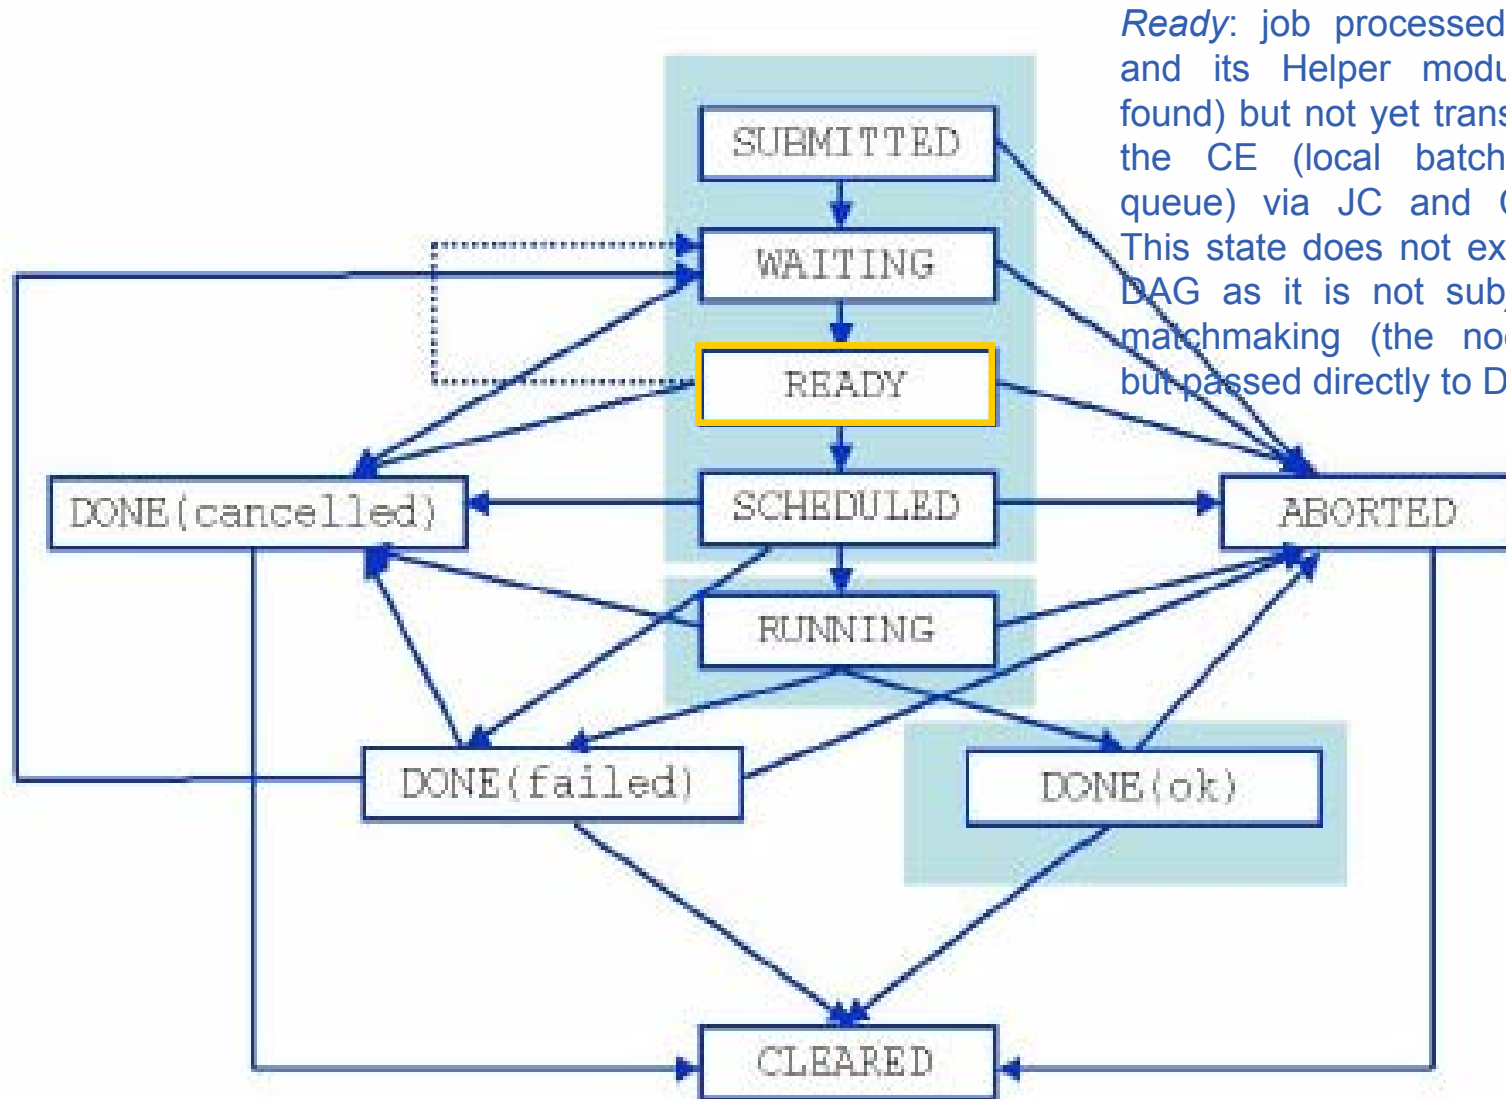 Ready: job processed
and its Helper modu
found) but not yet trans
the CE (local batch
queue) via JC and
This state does not ex
DAG as it is not sub
matchmaking (the no
but passed directly to D
SUBMITTED
WAITING
READY
DONE(cancelled)
SCHEDULED
ABORTED
RUNNING
DONE(failed)
DONE(ok)
CLEARED